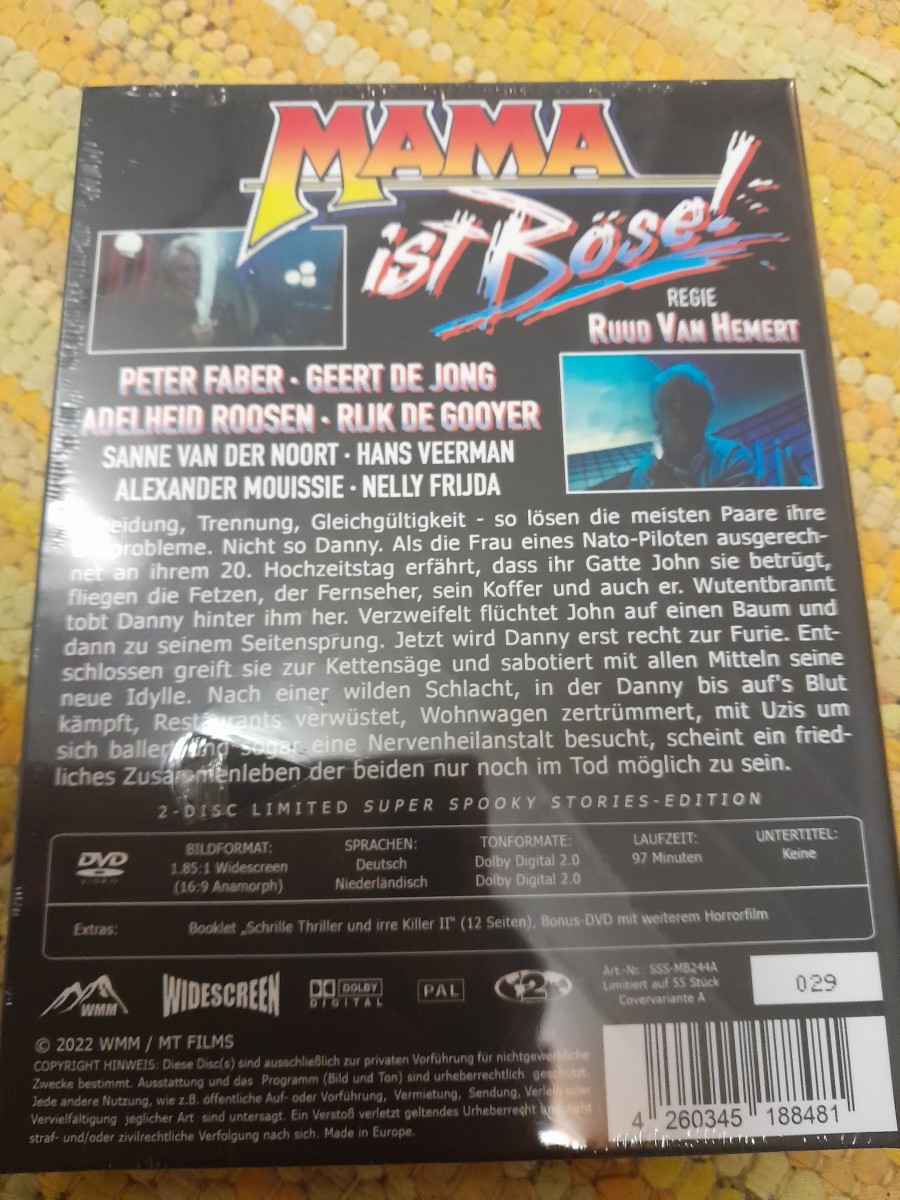 MAMA
ist Böse!
REGIE
RUUD VAN HEMERT
PETER FABER · GEERT DE JONG
ADELHEID ROOSEN · RIJK DE GOOYER
SANNE VAN DER NOORT · HANS VEERMAN
ALEXANDER MOUISSIE · NELLY FRIJDA
Trennung, Gleichgültigkeit - so lösen die meisten Paare ihre
Nicht so Danny. Als die Frau eines Nato-Piloten ausgerech-
net an ihrem 20. Hochzeitstag erfährt, dass ihr Gatte John sie betrügt,
fliegen die Fetzen, der Fernseher, sein Koffer und auch er. Wutentbrannt
tobt Danny hinter ihm her. Verzweifelt flüchtet John auf einen Baum und
dann zu seinem Seitensprung. Jetzt wird Danny erst recht zur Furie. Ent-
schlossen greift sie zur Kettensäge und sabotiert mit allen Mitteln seine
neue Idylle. Nach einer wilden Schlacht, in der Danny bis auf's Blut
kämpft, Restaurants verwüstet, Wohnwagen zertrümmert, mit Uzis um
sich ballert und sogar eine Nervenheilanstalt besucht, scheint ein fried-
liches Zusammenleben der beiden nur noch im Tod möglich zu sein.
2-DISC LIMITED SUPER SPOOKY STORIES-EDITION
DVD
VIDEO
BILDFORMAT:
1.85:1 Widescreen
(16:9 Anamorph)
SPRACHEN:
Deutsch
Niederländisch
TONFORMATE:
Dolby Digital 2.0
Dolby Digital 2.0
LAUFZEIT:
97 Minuten
UNTERTITEL:
Keine
Extras: Booklet „Schrille Thriller und irre Killer II" (12 Seiten), Bonus-DVD mit weiterem Horrorfilm
WMM
WIDESCREEN
DOLBY
DIGITAL
PAL
2
Art.-Nr.: SSS-MB244A
Limitiert auf 55 Stück
Covervariante A
029
© 2022 WMM / MT FILMS
COPYRIGHT HINWEIS: Diese Disc(s) sind ausschließlich zur privaten Vorführung für nichtgewerbliche
Zwecke bestimmt. Ausstattung und das Programm (Bild und Ton) sind urheberrechtlich geschützt.
Jede andere Nutzung, wie z.B. öffentliche Auf- oder Vorführung, Vermietung, Sendung, Verleih oder
Vervielfältigung jeglicher Art sind untersagt. Ein Verstoß verletzt geltendes Urheberrecht und zieht
straf- und/oder zivilrechtliche Verfolgung nach sich. Made in Europe.
4 260345 188481